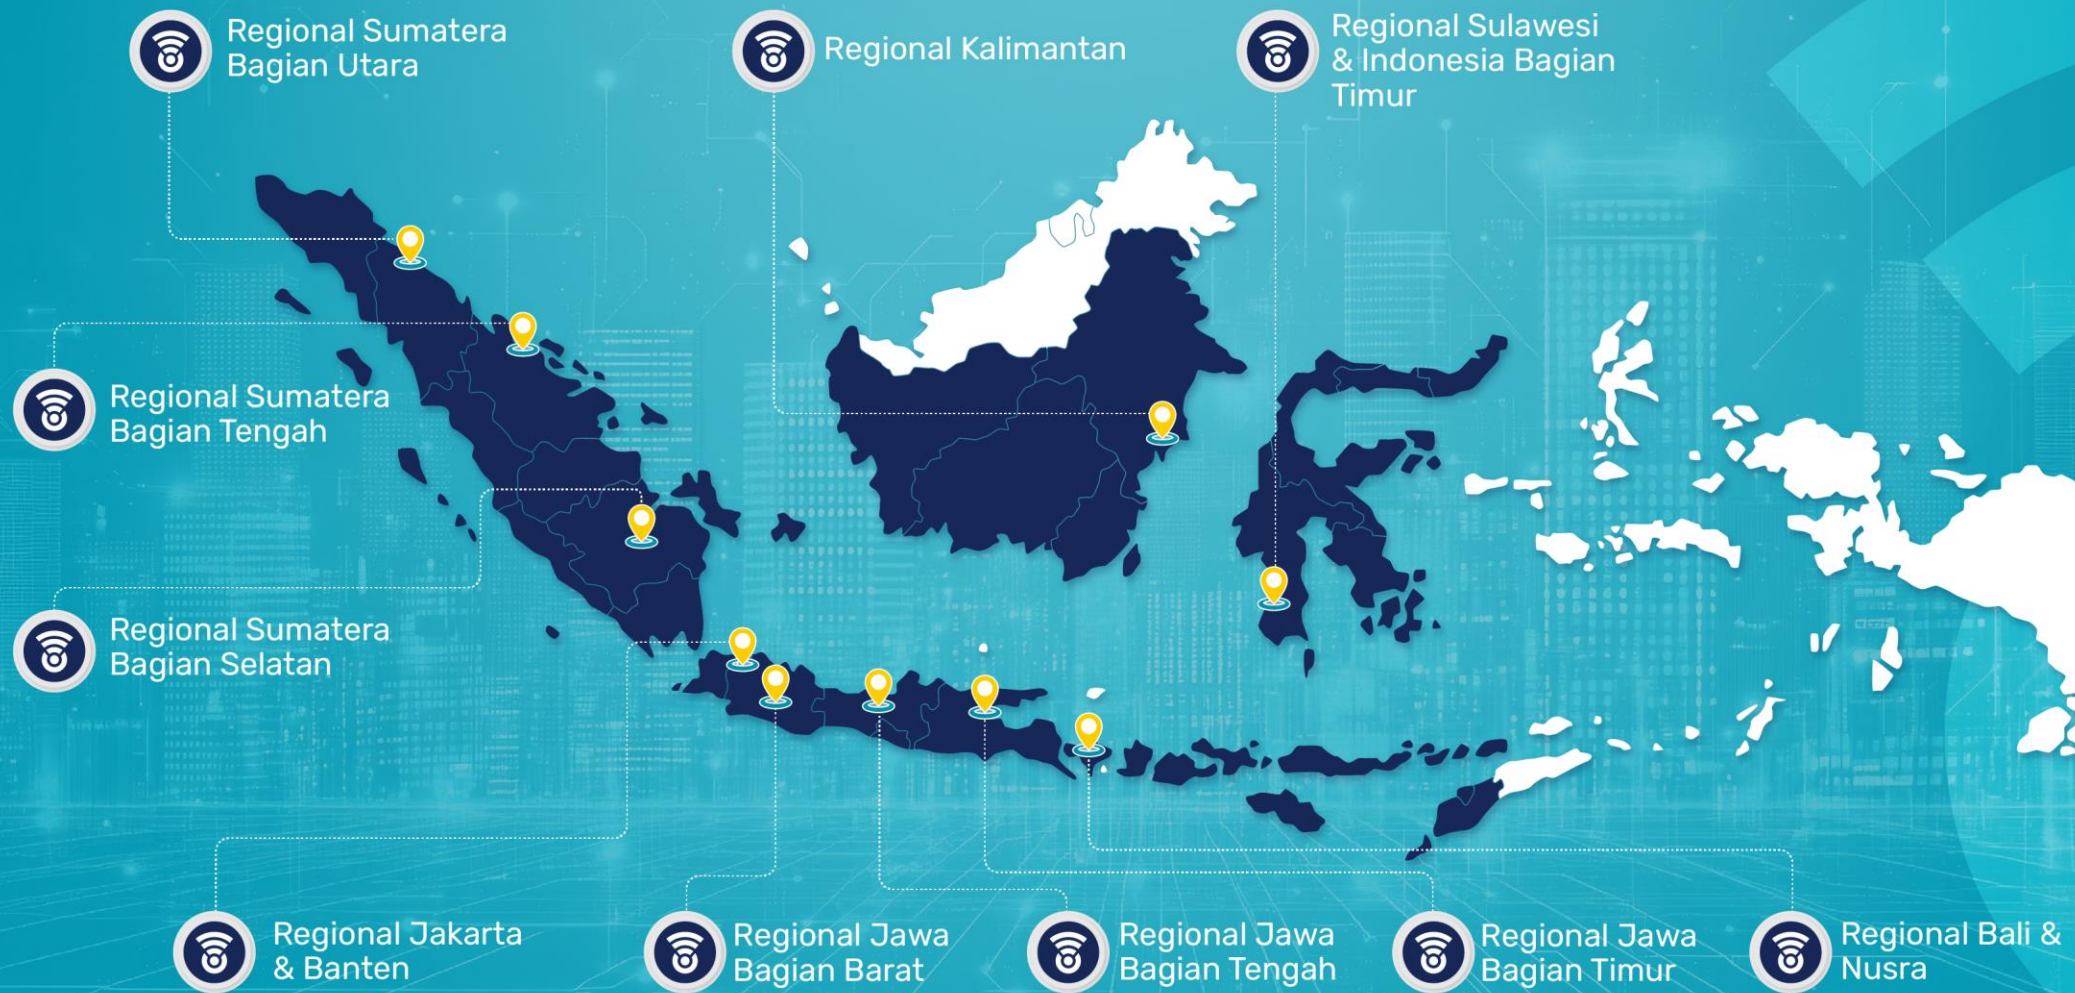 Regional Sumatera
Bagian Utara
Regional Kalimantan
Regional Sulawesi
& Indonesia Bagian
Timur
Regional Sumatera
Bagian Tengah
Regional Sumatera
Bagian Selatan
Regional Jakarta
& Banten
Regional Jawa
Bagian Barat
Regional Jawa
Bagian Tengah
Regional Jawa
Bagian Timur
Regional Bali &
Nusra